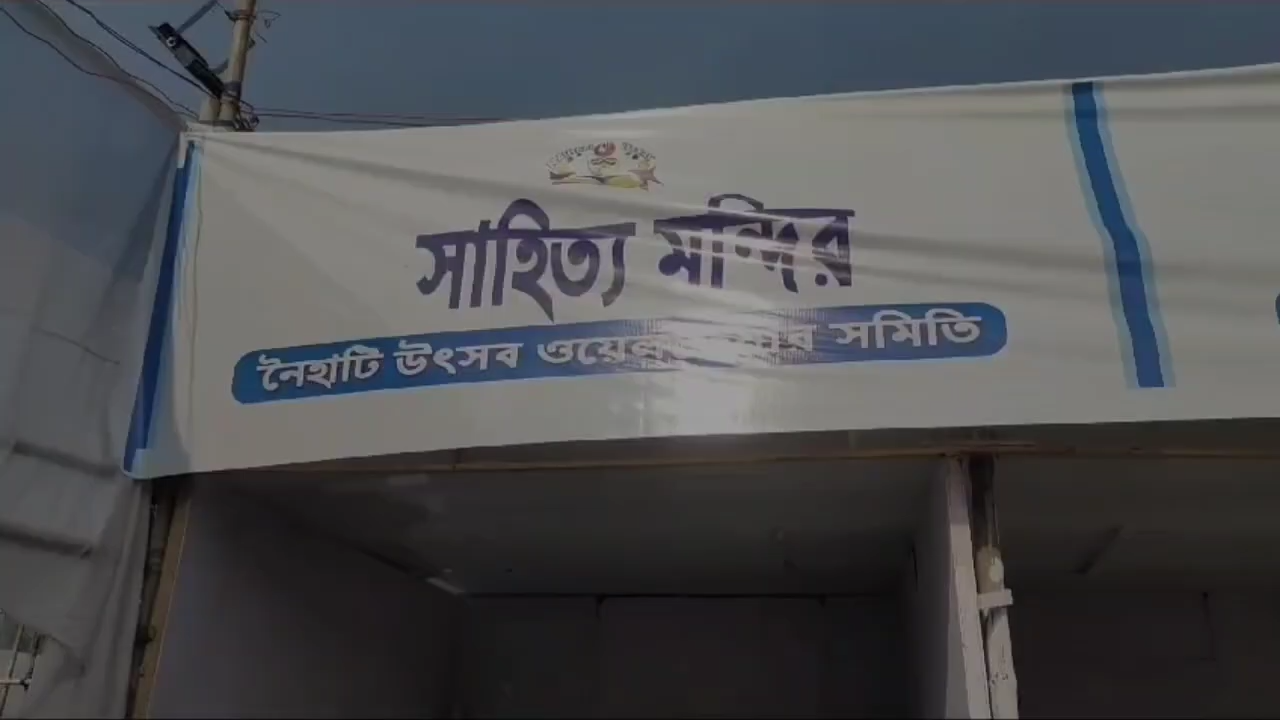 সাহিত্য মন্দির
নৈহাটি উৎসব সমিতি